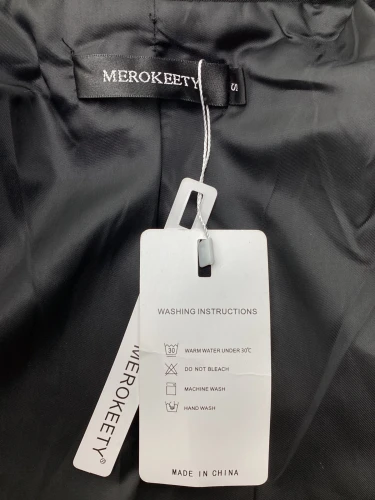 MEROKEETY
S
WASHING INSTRUCTIONS
30
WARM WATER UNDER 30℃
DO NOT BLEACH
MACHINE WASH
HAND WASH
MADE IN CHINA
MEROKEETY®